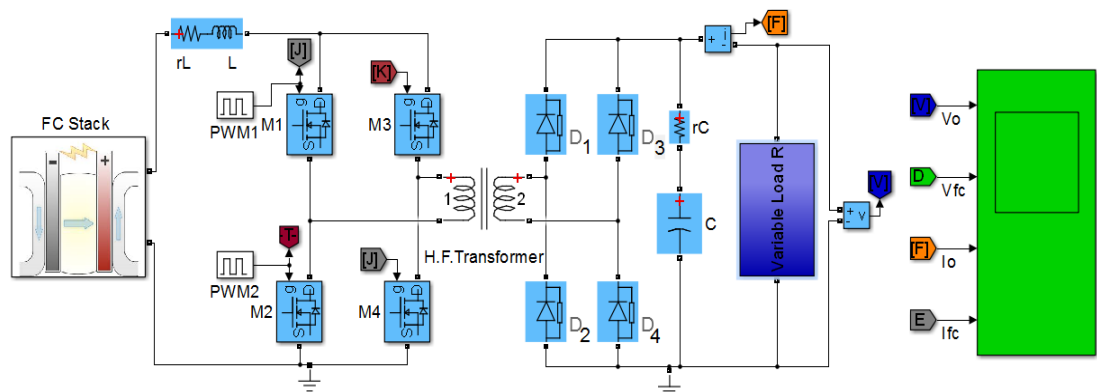 [F]
+ i -
rL
L
[J]
[K]
PWM1
M1
g D S
M3
g D S
FC Stack
- +
D1
D3
rC
1
2
H.F.Transformer
C
Variable Load R
+ v -
[V]
-T-
[J]
PWM2
M2
g D S
M4
g D S
D2
D4
[V]
Vo
D
Vfc
[F]
Io
E
Ifc